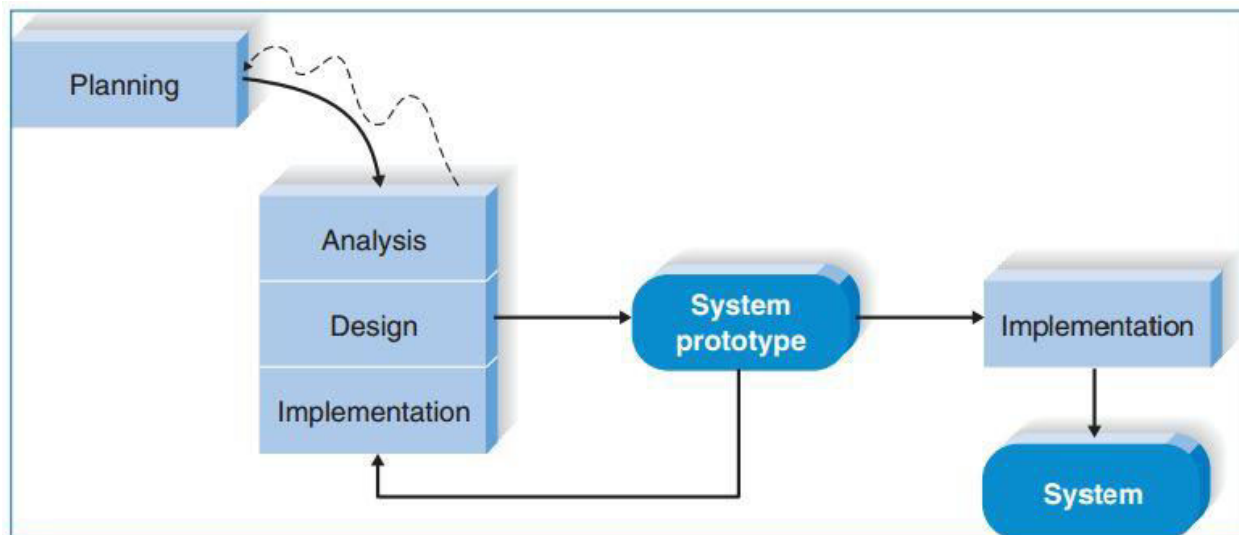 Planning
Analysis
Design
Implementation
System
prototype
Implementation
System